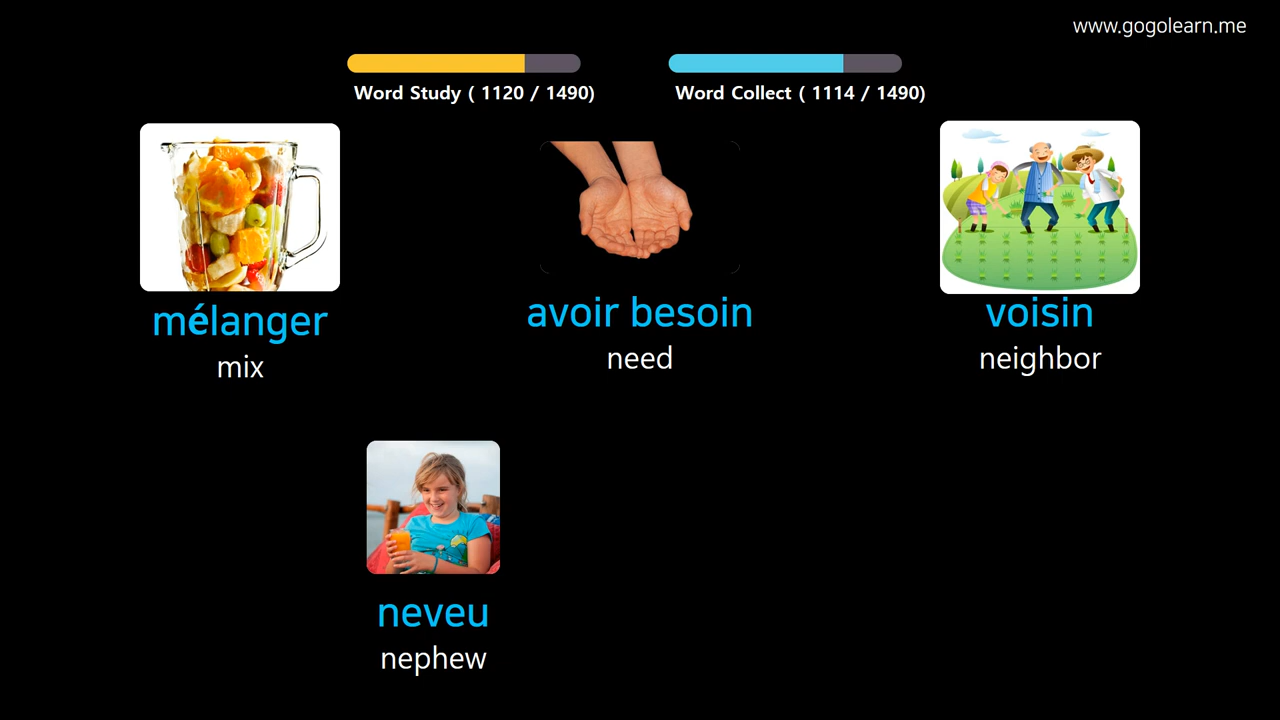 www.gogolearn.me
Word Study ( 1120 / 1490)
Word Collect ( 1114 / 1490)
mélanger
mix
avoir besoin
need
voisin
neighbor
neveu
nephew